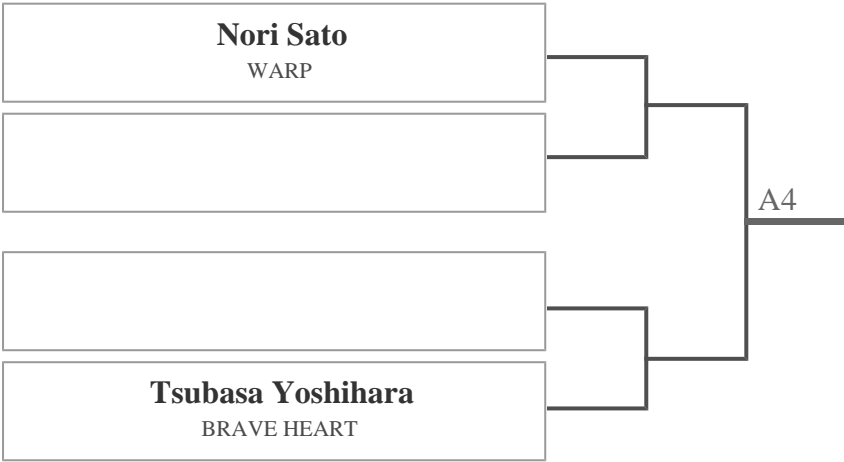 Nori Sato
WARP
A4
Tsubasa Yoshihara
BRAVE HEART